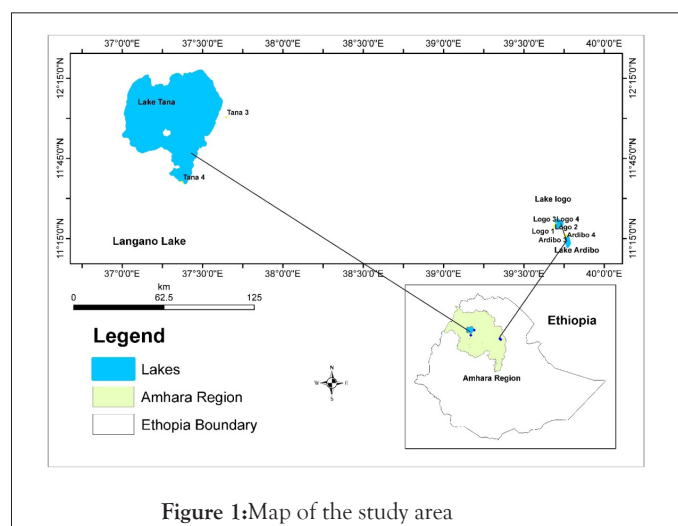 37°0'0"E 37°30'0"E 38°0'0"E 38°30'0"E 39°0'0"E 39°30'0"E 40°0'0"E
12°15'0"N 12°15'0"N
Lake Tana
Tana 3
11°45'0"N 11°45'0"N
Tana 4
Lake logo
Logo 3 Logo 4
Logo 1 Logo 2
Ardibo 4
Langano Lake
11°15'0"N 11°15'0"N
Ardibo 3
Lake Ardibo
37°0'0"E 37°30'0"E 38°0'0"E 38°30'0"E 39°0'0"E 39°30'0"E 40°0'0"E
km
0 62.5 125
Legend
Lakes
Amhara Region
Ethopia Boundary
N
W E
S
Ethiopia
Amhara Region
Figure 1:Map of the study area